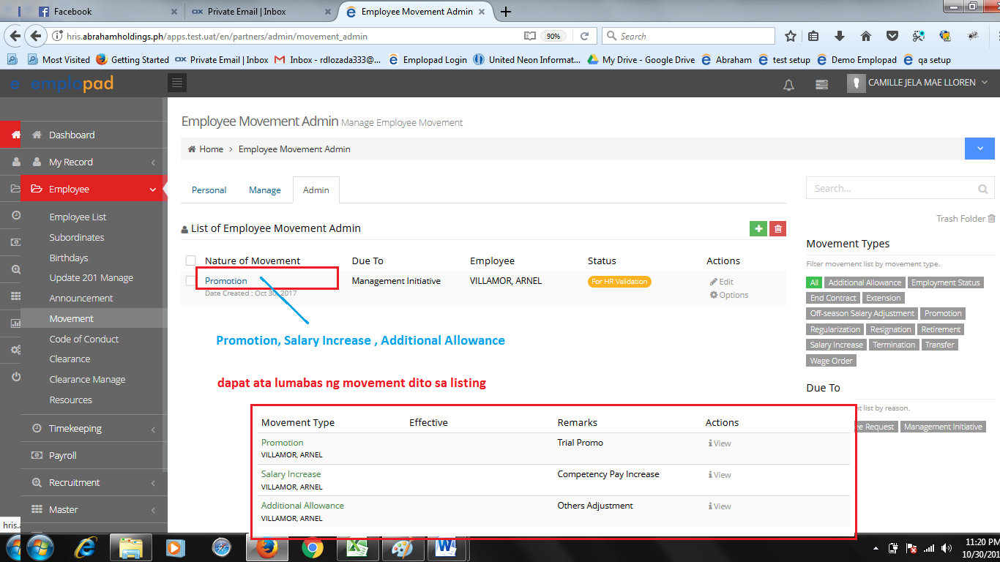 Facebook
Private Email | Inbox
Employee Movement Admin
hris.abrahamholdings.ph/apps.test.uat/en/partners/admin/movement_admin
90%
Search
Most Visited
Getting Started
Private Email | Inbox
Inbox - rdlozada333@...
Emplopad Login
United Neon Informat...
My Drive - Google Drive
Abraham
test setup
Demo Emplopad
qa setup
emplopad
CAMILLE JELA MAE LLOREN
Dashboard
My Record
Employee
Employee List
Subordinates
Birthdays
Update 201 Manage
Announcement
Movement
Code of Conduct
Clearance
Clearance Manage
Resources
Timekeeping
Payroll
Recruitment
Master
hris.a
Employee Movement Admin Manage Employee Movement
Home > Employee Movement Admin
Personal
Manage
Admin
List of Employee Movement Admin
Nature of Movement Due To Employee Status Actions
Promotion Management Initiative VILLAMOR, ARNEL For HR Validation Edit
Date Created : Oct 30, 2017 Options
Promotion, Salary Increase , Additional Allowance
dapat ata lumabas ng movement dito sa listing
Movement Type Effective Remarks Actions
Promotion Trial Promo View
VILLAMOR, ARNEL
Salary Increase Competency Pay Increase View
VILLAMOR, ARNEL
Additional Allowance Others Adjustment View
VILLAMOR, ARNEL
Search...
Trash Folder
Movement Types
Filter movement list by movement type.
All Additional Allowance Employment Status
End Contract Extension
Off-season Salary Adjustment Promotion
Regularization Resignation Retirement
Salary Increase Termination Transfer
Wage Order
Due To
list by reason.
Request Management Initiative
11:20 PM
10/30/201